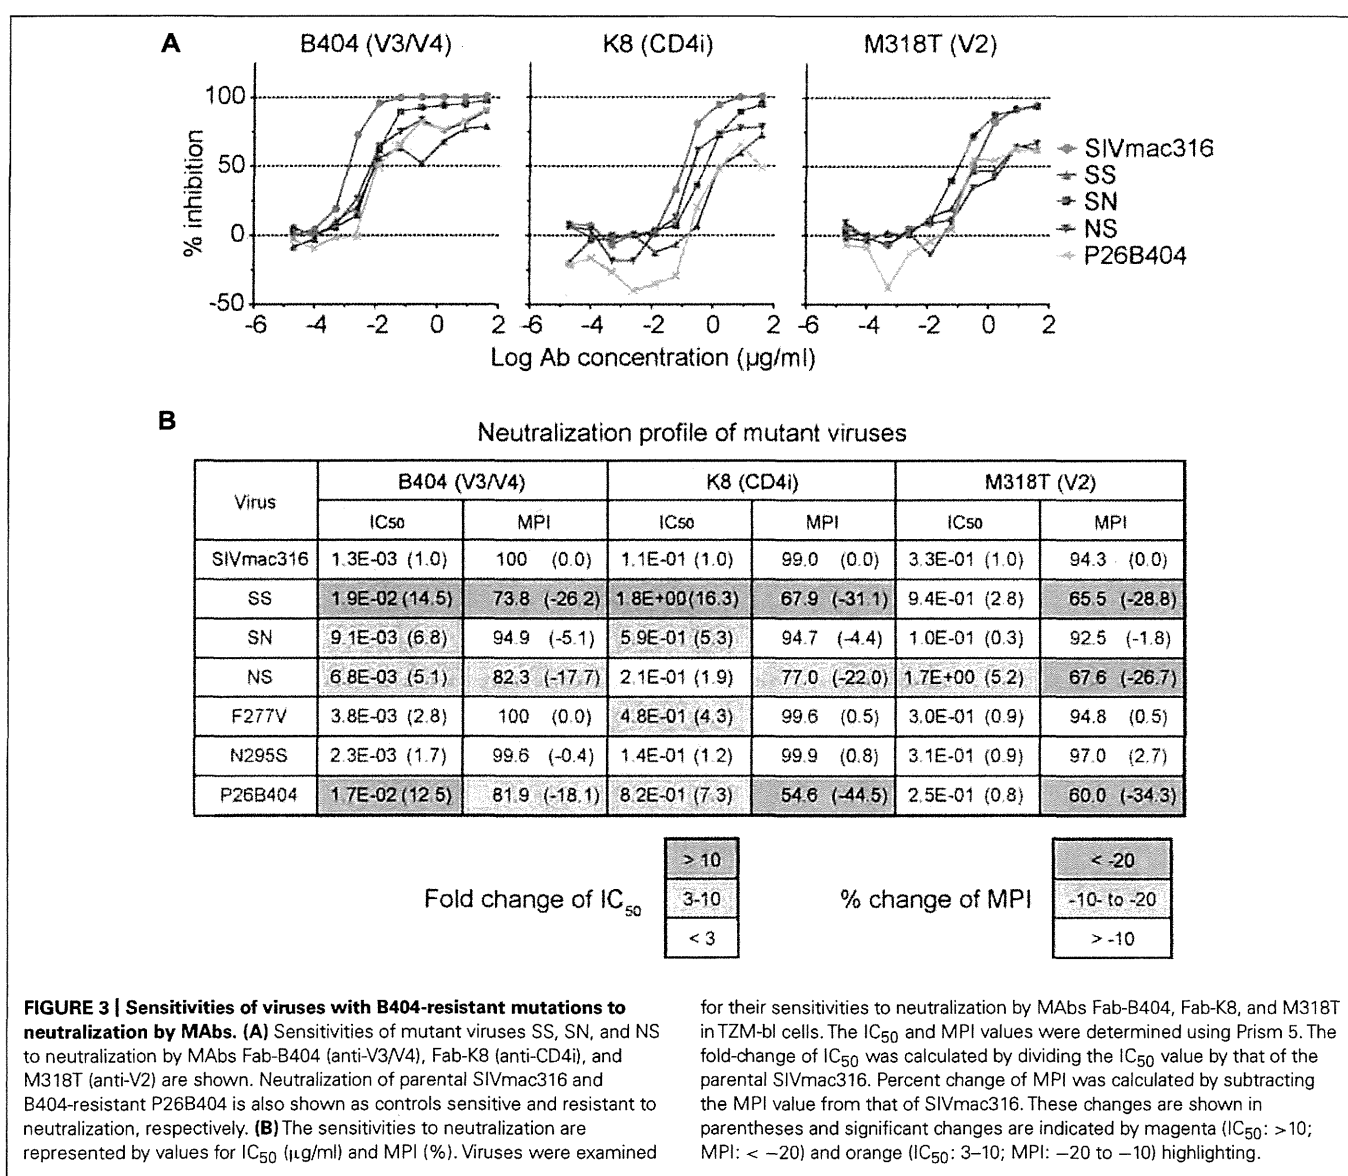 A
B404 (V3/V4)
K8 (CD4i)
M318T (V2)
% inhibition
100
50
0
-50
-6 -4 -2 0 2
-6 -4 -2 0 2
-6 -4 -2 0 2
Log Ab concentration (µg/ml)
SIVmac316
SS
SN
NS
P26B404
B
Neutralization profile of mutant viruses
Virus B404 (V3/V4) K8 (CD4i) M318T (V2)
IC50 MPI IC50 MPI IC50 MPI
SIVmac316 1.3E-03 (1.0) 100 (0.0) 1.1E-01 (1.0) 99.0 (0.0) 3.3E-01 (1.0) 94.3 (0.0)
SS 1.9E-02 (14.5) 73.8 (-26.2) 1.8E+00 (16.3) 67.9 (-31.1) 9.4E-01 (2.8) 65.5 (-28.8)
SN 9.1E-03 (6.8) 94.9 (-5.1) 5.9E-01 (5.3) 94.7 (-4.4) 1.0E-01 (0.3) 92.5 (-1.8)
NS 6.8E-03 (5.1) 82.3 (-17.7) 2.1E-01 (1.9) 77.0 (-22.0) 1.7E+00 (5.2) 67.6 (-26.7)
F277V 3.8E-03 (2.8) 100 (0.0) 4.8E-01 (4.3) 99.6 (0.5) 3.0E-01 (0.9) 94.8 (0.5)
N295S 2.3E-03 (1.7) 99.6 (-0.4) 1.4E-01 (1.2) 99.9 (0.8) 3.1E-01 (0.9) 97.0 (2.7)
P26B404 1.7E-02 (12.5) 81.9 (-18.1) 8.2E-01 (7.3) 54.6 (-44.5) 2.5E-01 (0.8) 60.0 (-34.3)
Fold change of IC50
> 10
3-10
< 3
% change of MPI
< -20
-10- to -20
> -10
FIGURE 3 | Sensitivities of viruses with B404-resistant mutations to
neutralization by MAbs. (A) Sensitivities of mutant viruses SS, SN, and NS
to neutralization by MAbs Fab-B404 (anti-V3/V4), Fab-K8 (anti-CD4i), and
M318T (anti-V2) are shown. Neutralization of parental SIVmac316 and
B404-resistant P26B404 is also shown as controls sensitive and resistant to
neutralization, respectively. (B) The sensitivities to neutralization are
represented by values for IC50 (µg/ml) and MPI (%). Viruses were examined
for their sensitivities to neutralization by MAbs Fab-B404, Fab-K8, and M318T
in TZM-bl cells. The IC50 and MPI values were determined using Prism 5. The
fold-change of IC50 was calculated by dividing the IC50 value by that of the
parental SIVmac316. Percent change of MPI was calculated by subtracting
the MPI value from that of SIVmac316. These changes are shown in
parentheses and significant changes are indicated by magenta (IC50: >10;
MPI: < −20) and orange (IC50: 3–10; MPI: −20 to −10) highlighting.